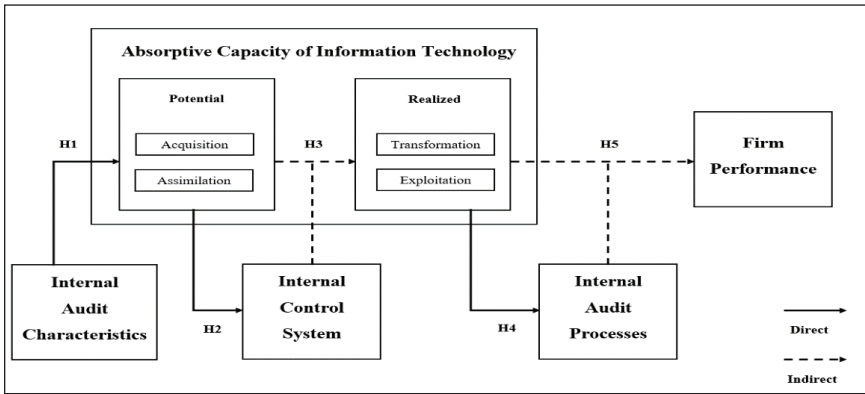 Absorptive Capacity of Information Technology
Potential
Realized
H1
Acquisition
H3
Transformation
H5
Firm
Performance
Assimilation
Exploitation
Internal
Audit
Characteristics
H2
Internal
Control
System
H4
Internal
Audit
Processes
Direct
Indirect